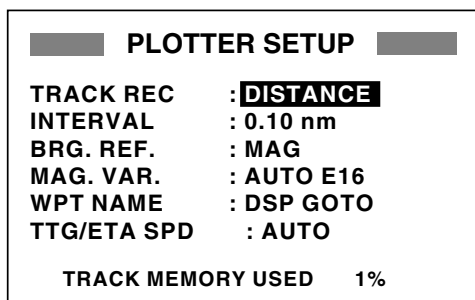 PLOTTER SETUP
TRACK REC : DISTANCE
INTERVAL : 0.10 nm
BRG. REF. : MAG
MAG. VAR. : AUTO E16
WPT NAME : DSP GOTO
TTG/ETA SPD : AUTO
TRACK MEMORY USED 1%